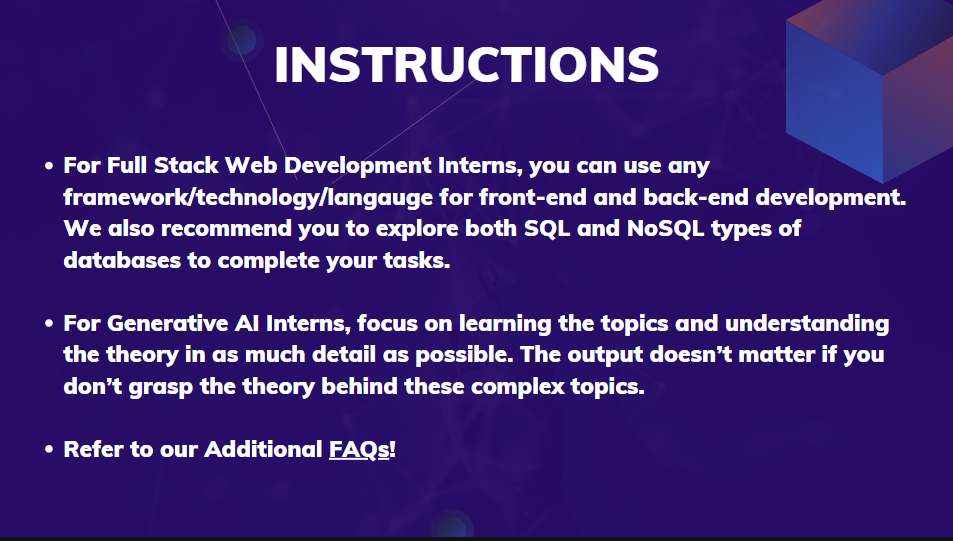 INSTRUCTIONS
• For Full Stack Web Development Interns, you can use any
framework/technology/langauge for front-end and back-end development.
We also recommend you to explore both SQL and NoSQL types of
databases to complete your tasks.
• For Generative AI Interns, focus on learning the topics and understanding
the theory in as much detail as possible. The output doesn’t matter if you
don’t grasp the theory behind these complex topics.
• Refer to our Additional FAQs!